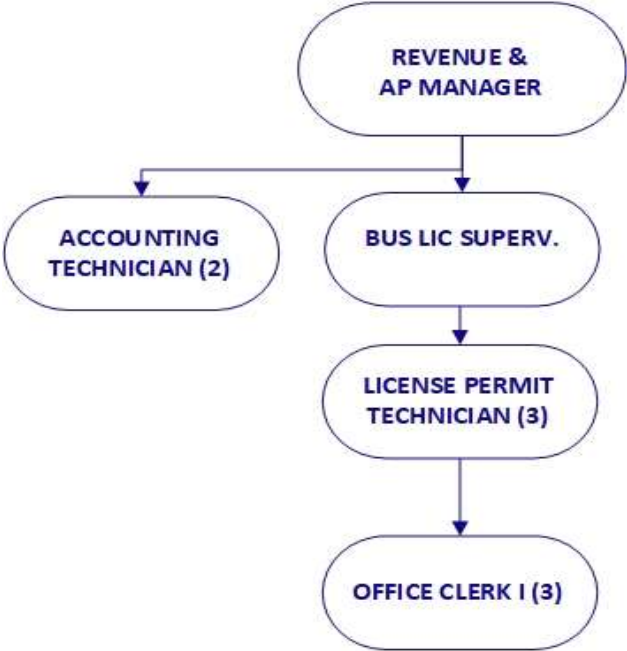 REVENUE &
AP MANAGER
ACCOUNTING
TECHNICIAN (2)
BUS LIC SUPERV.
LICENSE PERMIT
TECHNICIAN (3)
OFFICE CLERK I (3)